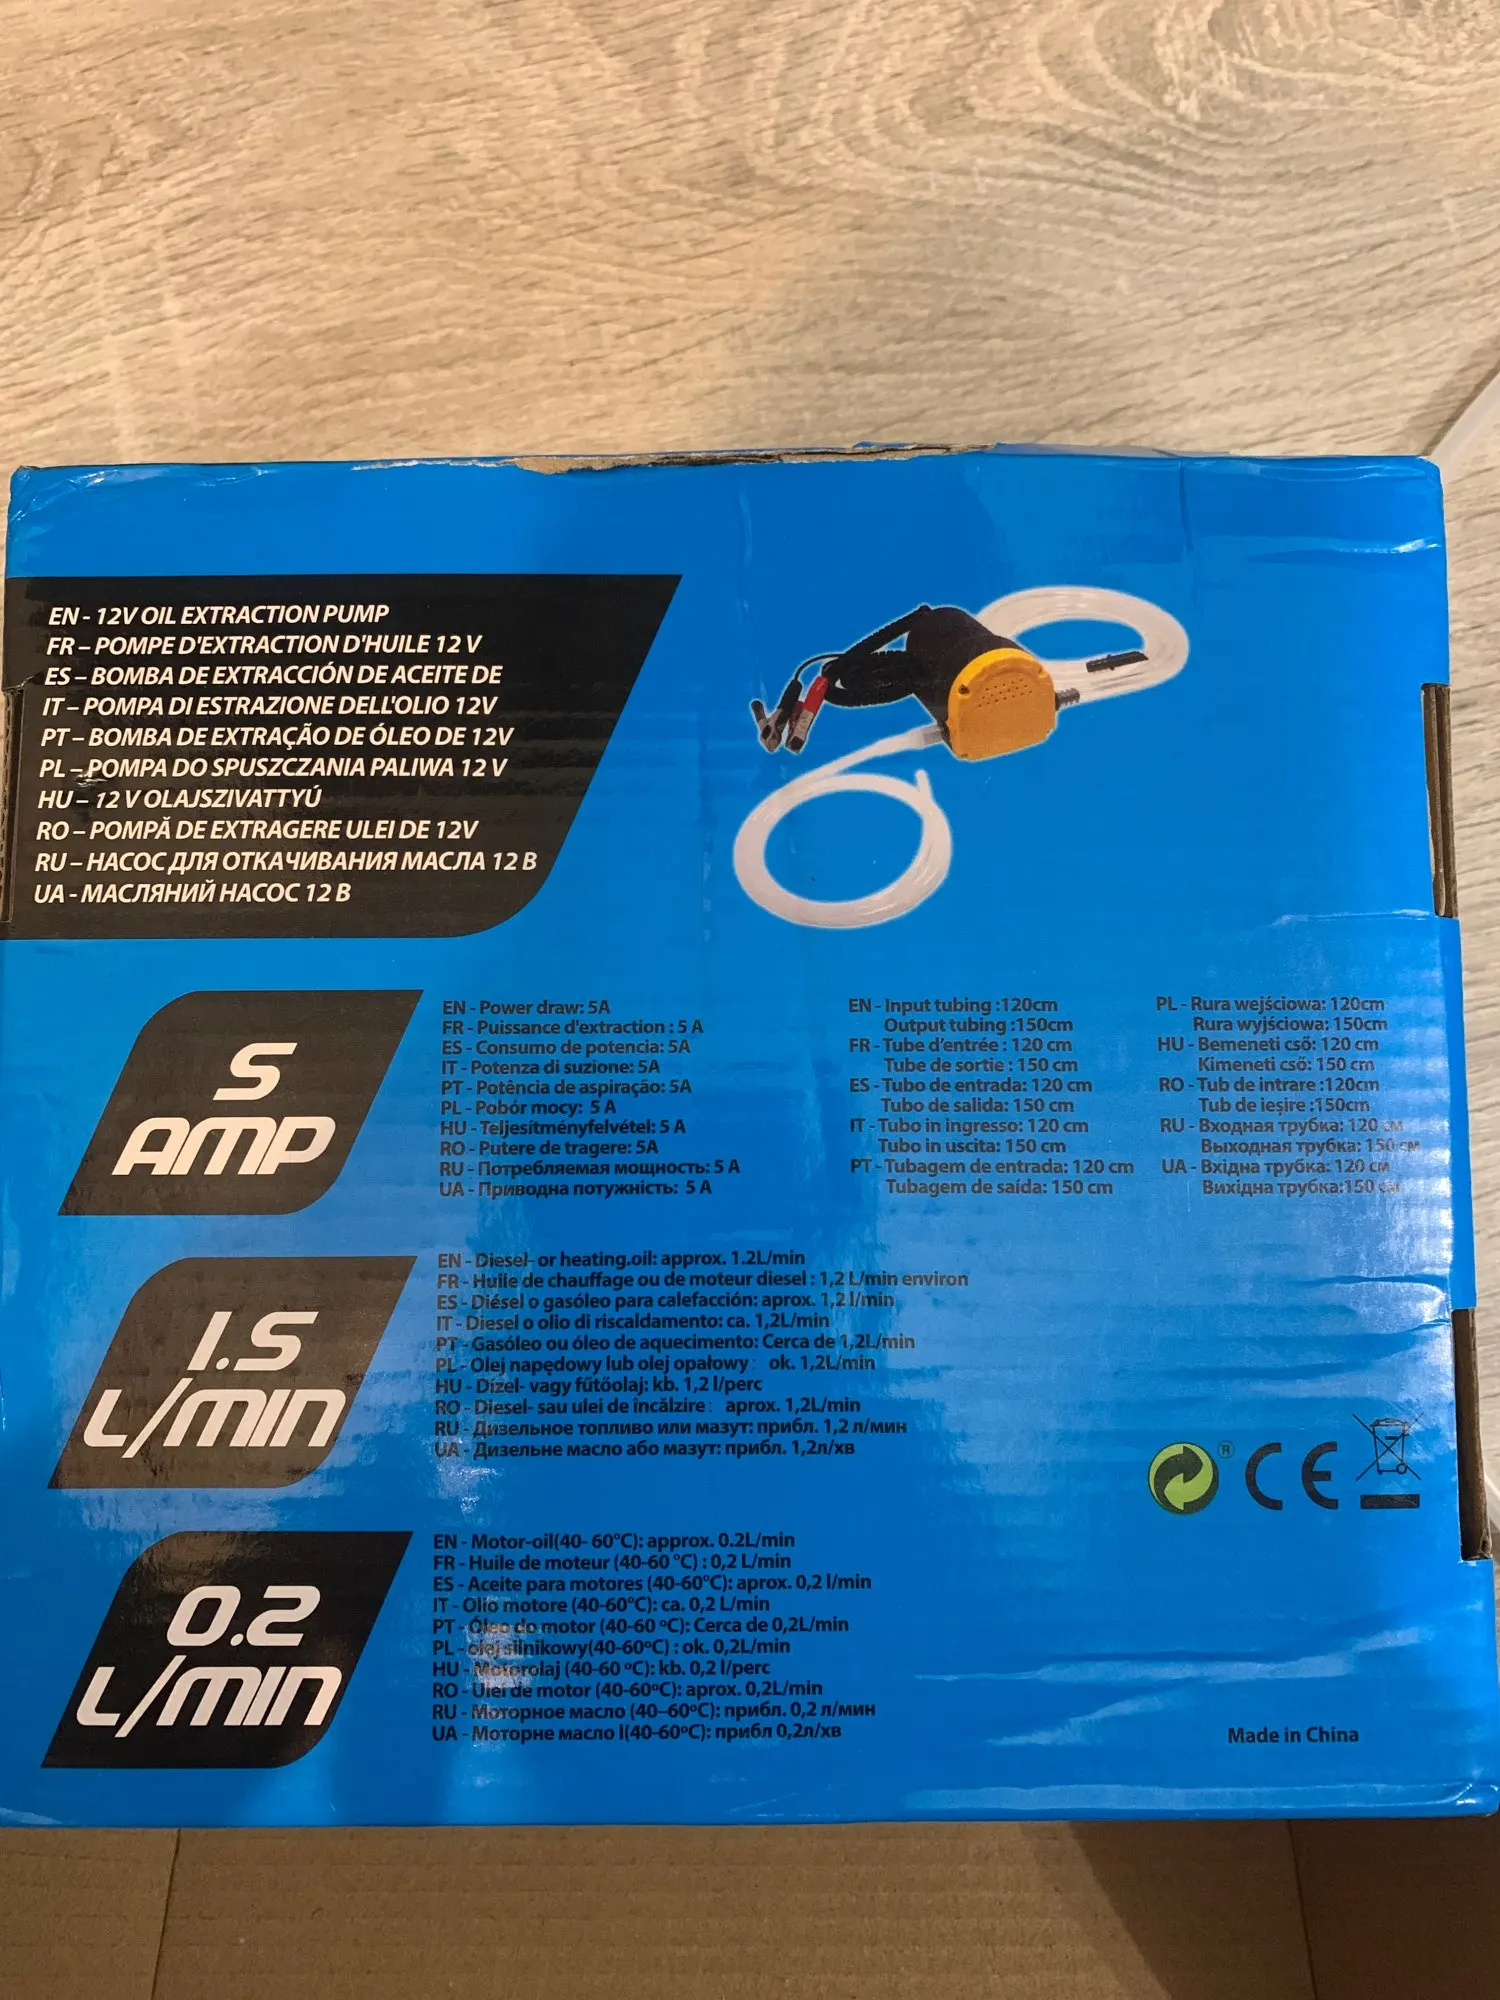 EN - 12V OIL EXTRACTION PUMP
FR – POMPE D'EXTRACTION D'HUILE 12 V
ES – BOMBA DE EXTRACCIÓN DE ACEITE DE
IT – POMPA DI ESTRAZIONE DELL'OLIO 12V
PT – BOMBA DE EXTRAÇÃO DE ÓLEO DE 12V
PL – POMPA DO SPUSZCZANIA PALIWA 12 V
HU – 12 V OLAJSZIVATTYÚ
RO – POMPĂ DE EXTRAGERE ULEI DE 12V
RU – НАСОС ДЛЯ ОТКАЧИВАНИЯ МАСЛА 12 В
UA - МАСЛЯНИЙ НАСОС 12 В
5
AMP
EN - Power draw: 5A
FR - Puissance d'extraction : 5 A
ES - Consumo de potencia: 5A
IT - Potenza di suzione: 5A
PT - Potência de aspiração: 5A
PL - Pobór mocy: 5 A
HU - Teljesítményfelvétel: 5 A
RO - Putere de tragere: 5A
RU - Потребляемая мощность: 5 А
UA - Приводна потужність: 5 А
EN - Input tubing :120cm
Output tubing :150cm
FR - Tube d'entrée : 120 cm
Tube de sortie : 150 cm
ES - Tubo de entrada: 120 cm
Tubo de salida: 150 cm
IT - Tubo in ingresso: 120 cm
Tubo in uscita: 150 cm
PT - Tubagem de entrada: 120 cm
Tubagem de saída: 150 cm
PL - Rura wejściowa: 120cm
Rura wyjściowa: 150cm
HU - Bemeneti cső: 120 cm
Kimeneti cső: 150 cm
RO - Tub de intrare :120cm
Tub de ieșire :150cm
RU - Входная трубка: 120 см
Выходная трубка: 150 см
UA - Вхідна трубка: 120 см
Вихідна трубка:150 см
1.5
L/MIN
EN - Diesel- or heating.oil: approx. 1.2L/min
FR - Huile de chauffage ou de moteur diesel : 1,2 L/min environ
ES - Diésel o gasóleo para calefacción: aprox. 1,2 l/min
IT - Diesel o olio di riscaldamento: ca. 1,2L/min
PT - Gasóleo ou óleo de aquecimento: Cerca de 1,2L/min
PL - Olej napędowy lub olej opałowy : ok. 1,2L/min
HU - Dízel- vagy fűtőolaj: kb. 1,2 l/perc
RO - Diesel- sau ulei de încălzire : aprox. 1,2L/min
RU - Дизельное топливо или мазут: прибл. 1,2 л/мин
UA - Дизельне масло або мазут: прибл. 1,2л/хв
CE
0.2
L/MIN
EN - Motor-oil(40- 60°C): approx. 0.2L/min
FR - Huile de moteur (40-60 °C) : 0,2 L/min
ES - Aceite para motores (40-60°C): aprox. 0,2 l/min
IT - Olio motore (40-60°C): ca. 0,2 L/min
PT - Óleo do motor (40-60 ºC): Cerca de 0,2L/min
PL - olej silnikowy(40-60ºC) : ok. 0,2L/min
HU - Motorolaj (40-60 ºC): kb. 0,2 l/perc
RO - Ulei de motor (40-60ºC): aprox. 0,2L/min
RU - Моторное масло (40–60ºC): прибл. 0,2 л/мин
UA - Моторне масло l(40-60ºC): прибл 0,2л/хв
Made in China